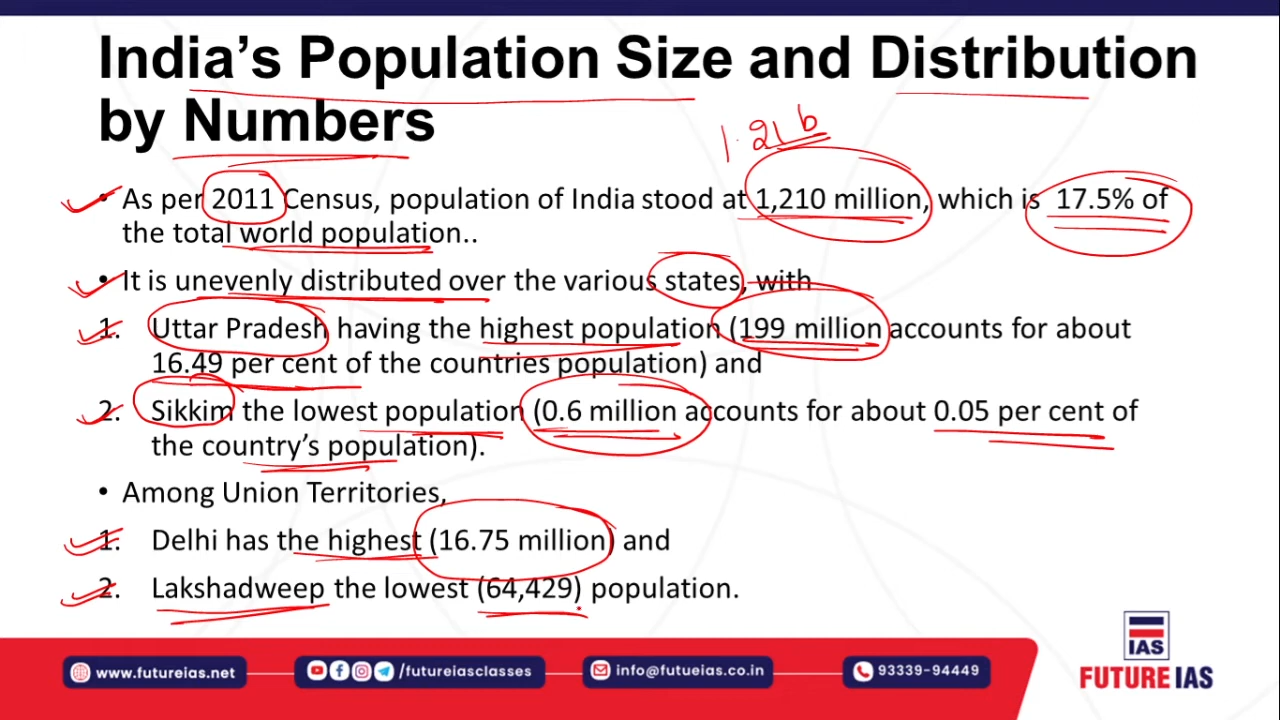 India’s Population Size and Distribution
by Numbers
1.21 b
• As per 2011 Census, population of India stood at 1,210 million, which is 17.5% of
the total world population..
• It is unevenly distributed over the various states, with
1. Uttar Pradesh having the highest population (199 million accounts for about
16.49 per cent of the countries population) and
2. Sikkim the lowest population (0.6 million accounts for about 0.05 per cent of
the country’s population).
• Among Union Territories,
1. Delhi has the highest (16.75 million) and
2. Lakshadweep the lowest (64,429) population.
www.futureias.net /futureiasclasses info@futueias.co.in 93339-94449
IAS
FUTURE IAS